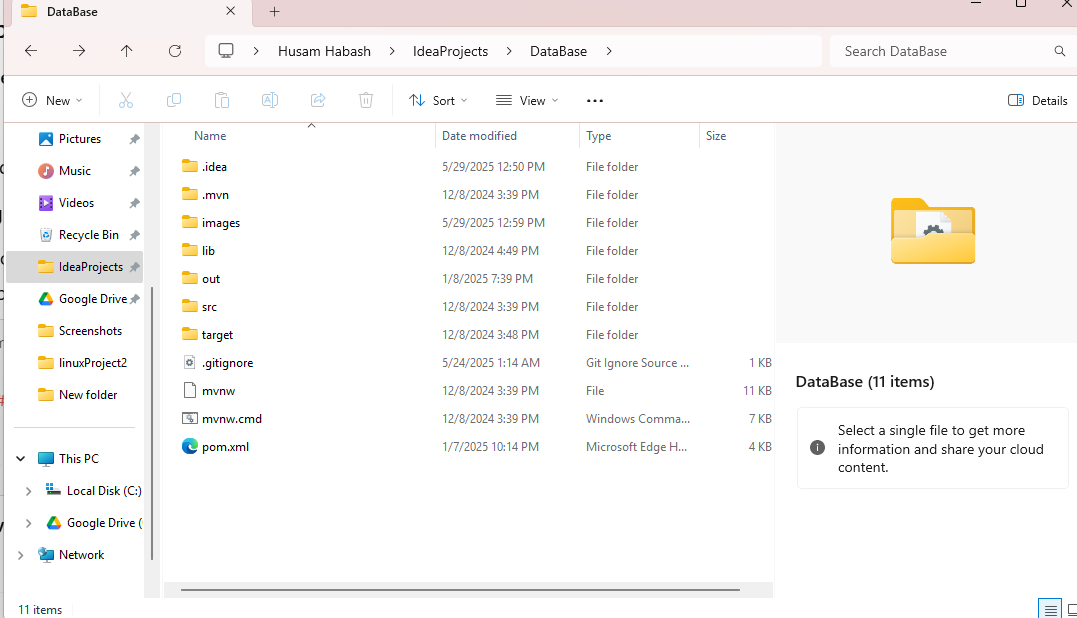 DataBase
Husam Habash > IdeaProjects > DataBase >
Search DataBase
New
Sort
View
Details
Pictures
Music
Videos
Recycle Bin
IdeaProjects
Google Drive
Screenshots
linuxProject2
New folder
This PC
Local Disk (C:)
Google Drive (
Network
Name Date modified Type Size
.idea 5/29/2025 12:50 PM File folder
.mvn 12/8/2024 3:39 PM File folder
images 5/29/2025 12:59 PM File folder
lib 12/8/2024 4:49 PM File folder
out 1/8/2025 7:39 PM File folder
src 12/8/2024 3:39 PM File folder
target 12/8/2024 3:48 PM File folder
.gitignore 5/24/2025 1:14 AM Git Ignore Source ... 1 KB
mvnw 12/8/2024 3:39 PM File 11 KB
mvnw.cmd 12/8/2024 3:39 PM Windows Comma... 7 KB
pom.xml 1/7/2025 10:14 PM Microsoft Edge H... 4 KB
DataBase (11 items)
Select a single file to get more
information and share your cloud
content.
11 items